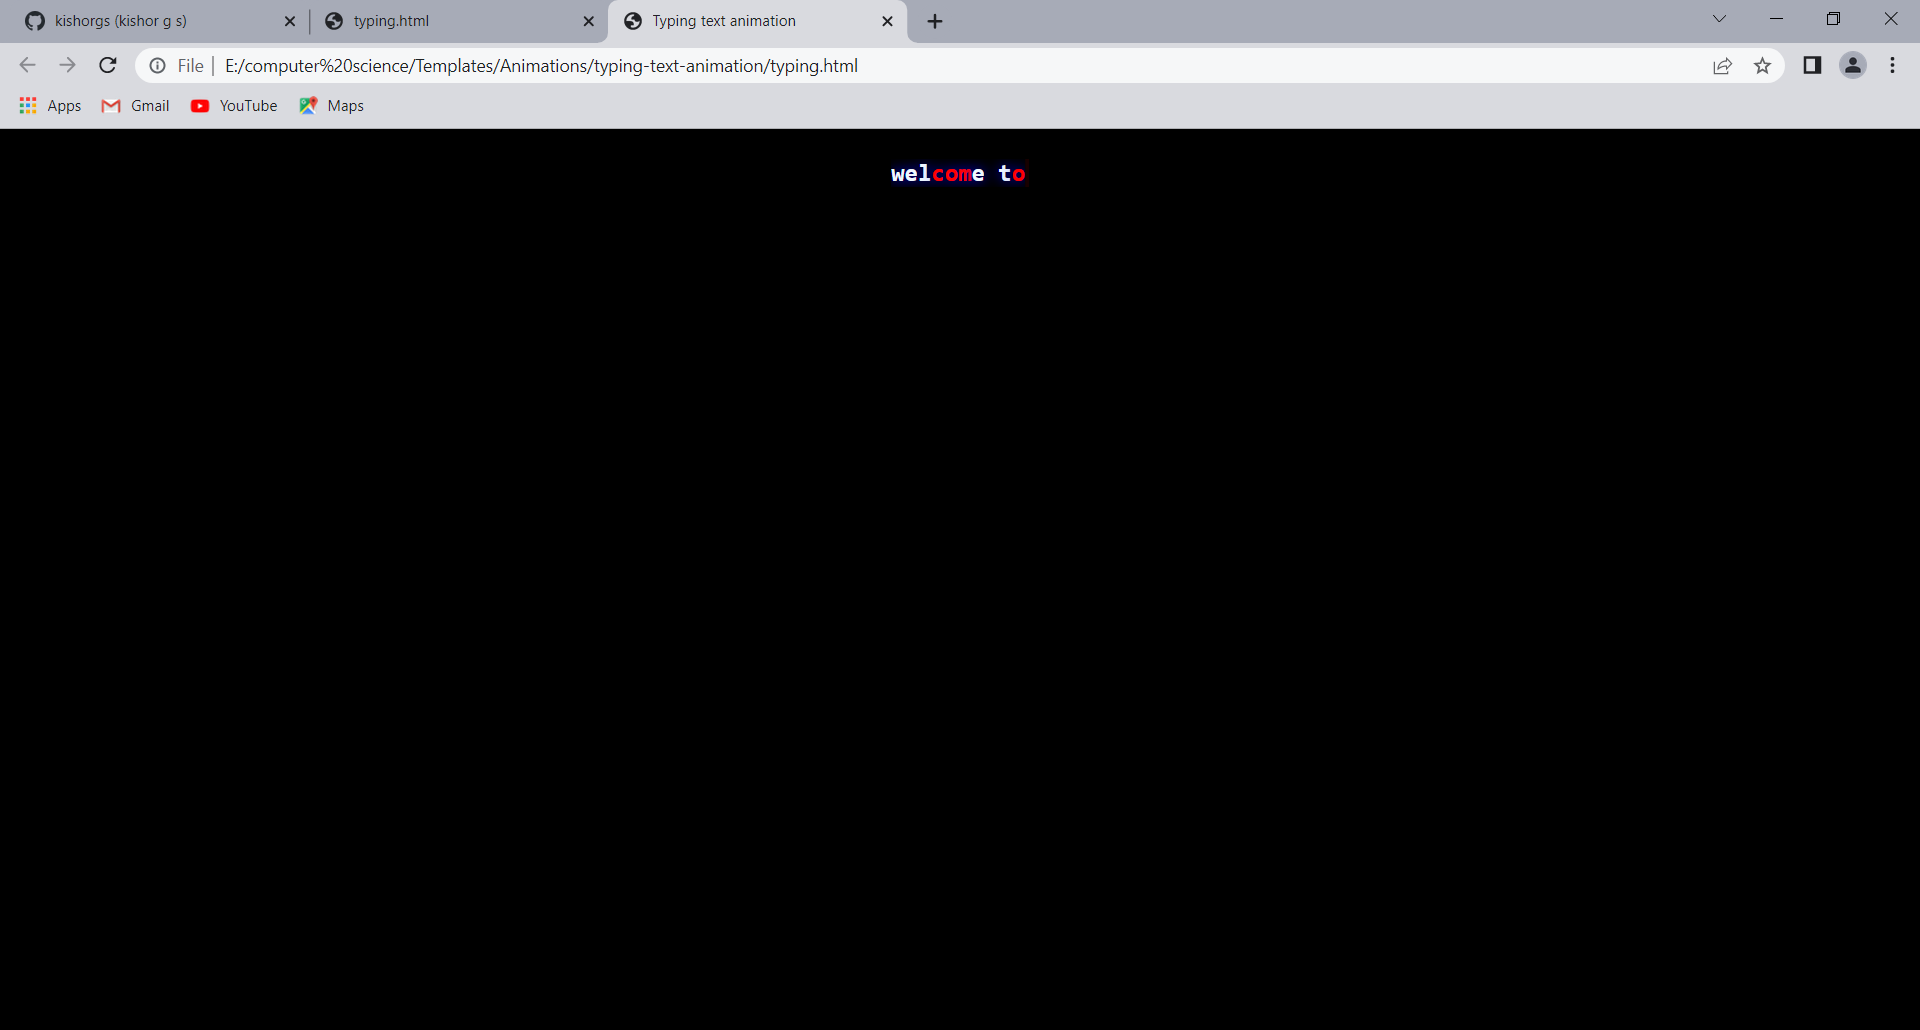 kishorgs (kishor g s)
typing.html
Typing text animation
File
E:/computer%20science/Templates/Animations/typing-text-animation/typing.html
Apps
Gmail
YouTube
Maps
welcome to